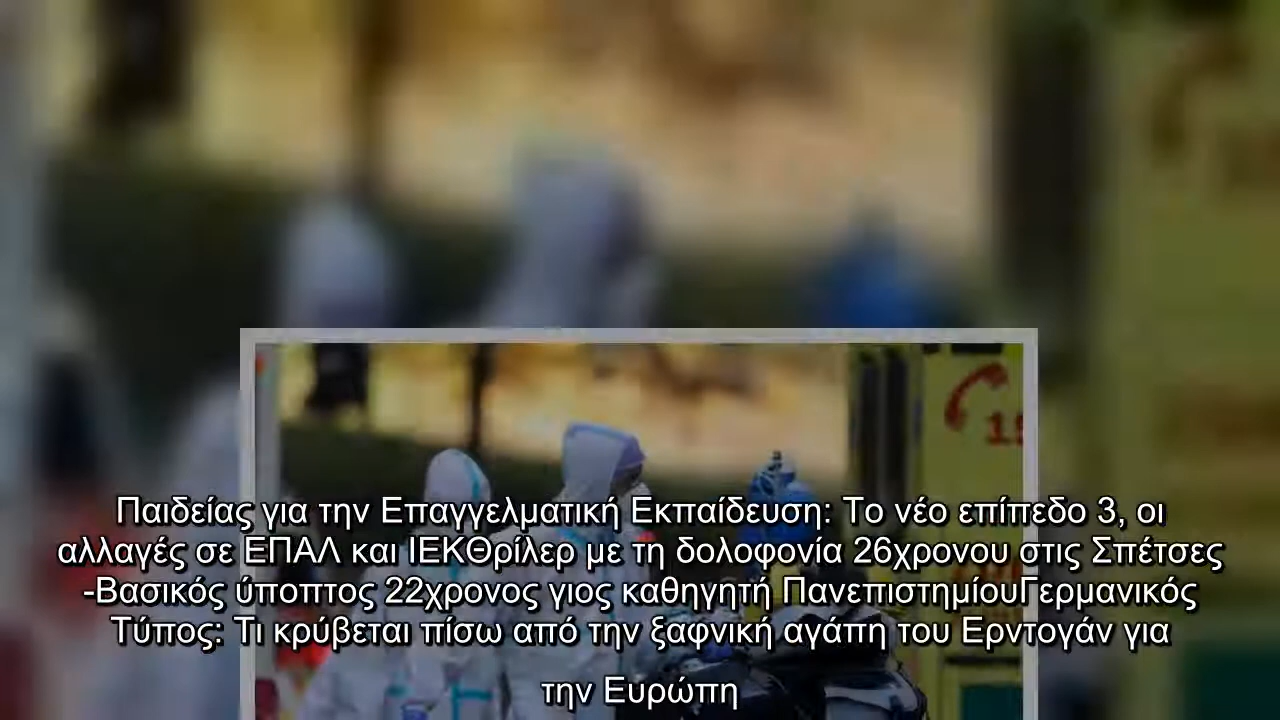 15
Παιδείας για την Επαγγελματική Εκπαίδευση: Το νέο επίπεδο 3, οι
αλλαγές σε ΕΠΑΛ και ΙΕΚΘρίλερ με τη δολοφονία 26χρονου στις Σπέτσες
-Βασικός ύποπτος 22χρονος γιος καθηγητή ΠανεπιστημίουΓερμανικός
Τύπος: Τι κρύβεται πίσω από την ξαφνική αγάπη του Ερντογάν για
την Ευρώπη